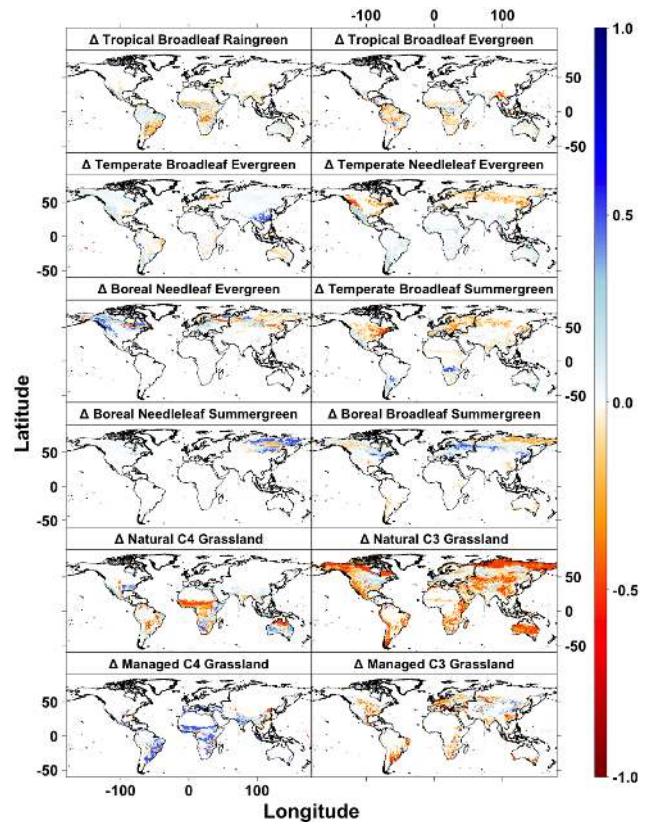 -100 0 100
Δ Tropical Broadleaf Raingreen Δ Tropical Broadleaf Evergreen
1.0
50
0
-50
Δ Temperate Broadleaf Evergreen Δ Temperate Needleleaf Evergreen
50
0
-50
50
0
-50
0.5
Δ Boreal Needleaf Evergreen Δ Temperate Broadleaf Summergreen
50
0
-50
Latitude
0.0
Δ Boreal Needleleaf Summergreen Δ Boreal Broadleaf Summergreen
50
0
-50
Δ Natural C4 Grassland Δ Natural C3 Grassland
50
0
-50
-0.5
Δ Managed C4 Grassland Δ Managed C3 Grassland
50
0
-50
-1.0
-100 0 100
Longitude